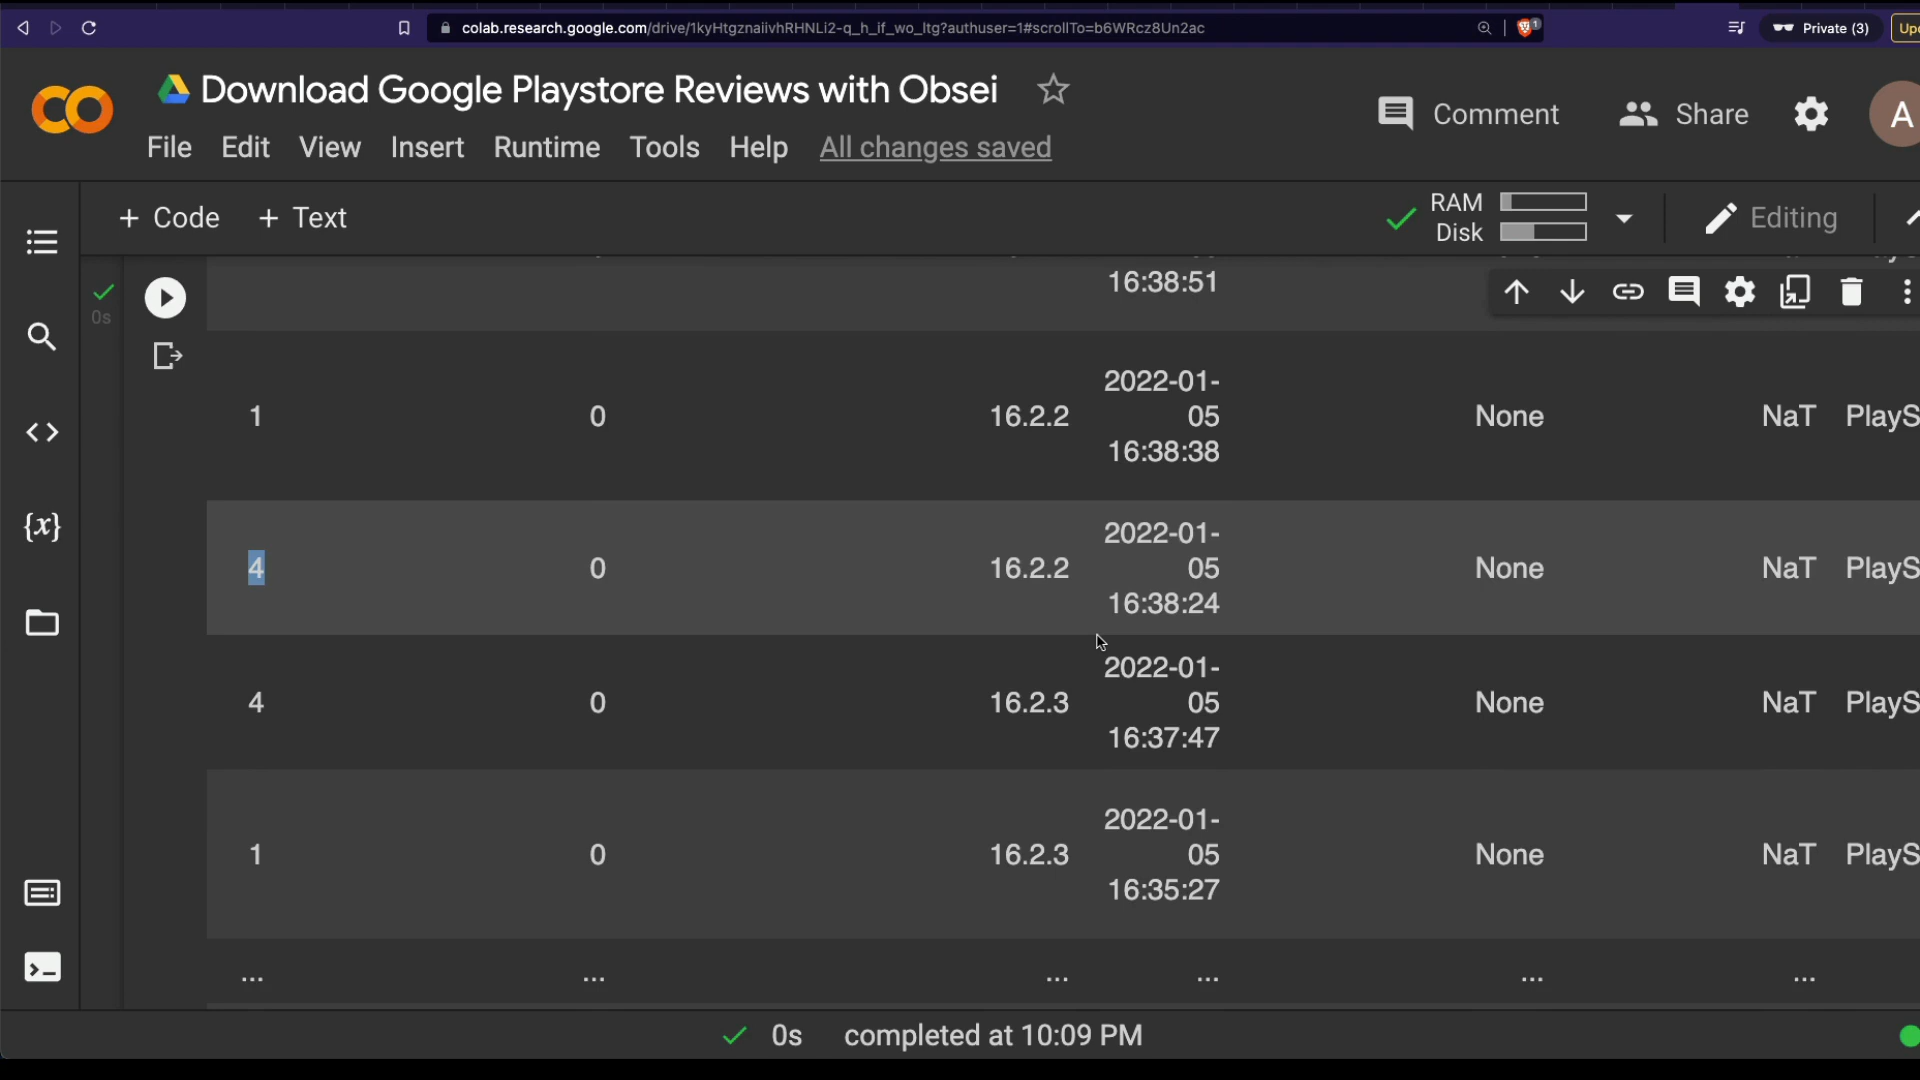 colab.research.google.com/drive/1kyHtgznaiivhRHNLi2-q_h_if_wo_ltg?authuser=1#scrollTo=b6WRcz8Un2ac
1
Private (3)
Upd
Download Google Playstore Reviews with Obsei
Comment
Share
A
File Edit View Insert Runtime Tools Help All changes saved
+ Code + Text
RAM
Disk
Editing
0s
16:38:51
1 0 16.2.2 2022-01-
05
16:38:38 None NaT PlayS
4 0 16.2.2 2022-01-
05
16:38:24 None NaT PlayS
4 0 16.2.3 2022-01-
05
16:37:47 None NaT PlayS
1 0 16.2.3 2022-01-
05
16:35:27 None NaT PlayS
... ... ... ... ... ...
{x}
0s completed at 10:09 PM